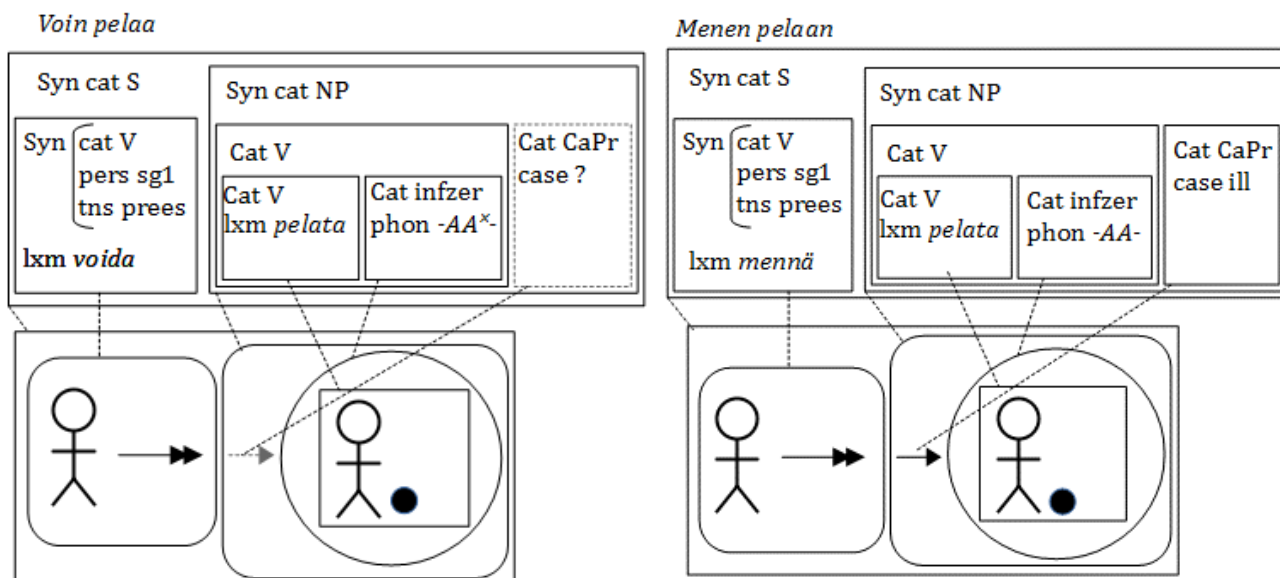 Voin pelaa
Syn cat S
Syn cat NP
Syn
cat V
pers sg1
tns prees
lxm voida
Cat V
Cat V
lxm pelata
Cat infzer
phon -AAˣ-
Cat CaPr
case ?
Menen pelaan
Syn cat S
Syn cat NP
Syn
cat V
pers sg1
tns prees
lxm mennä
Cat V
Cat V
lxm pelata
Cat infzer
phon -AA-
Cat CaPr
case ill